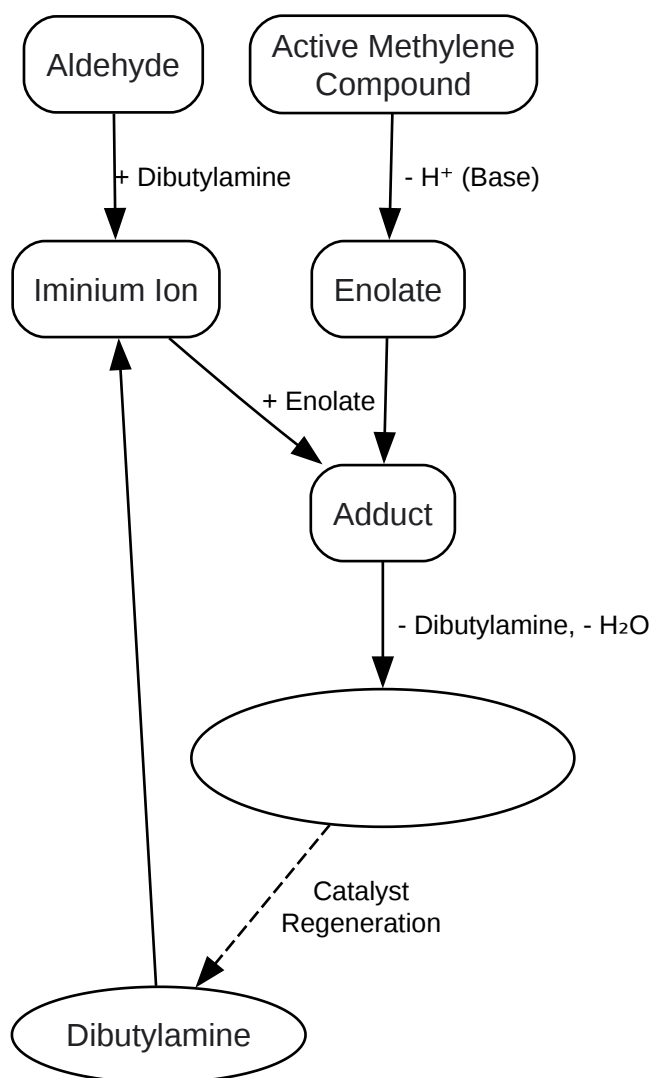 Aldehyde
Active Methylene
Compound
+ Dibutylamine
- H⁺ (Base)
Iminium Ion
Enolate
+ Enolate
Adduct
- Dibutylamine, - H₂O
Catalyst
Regeneration
Dibutylamine